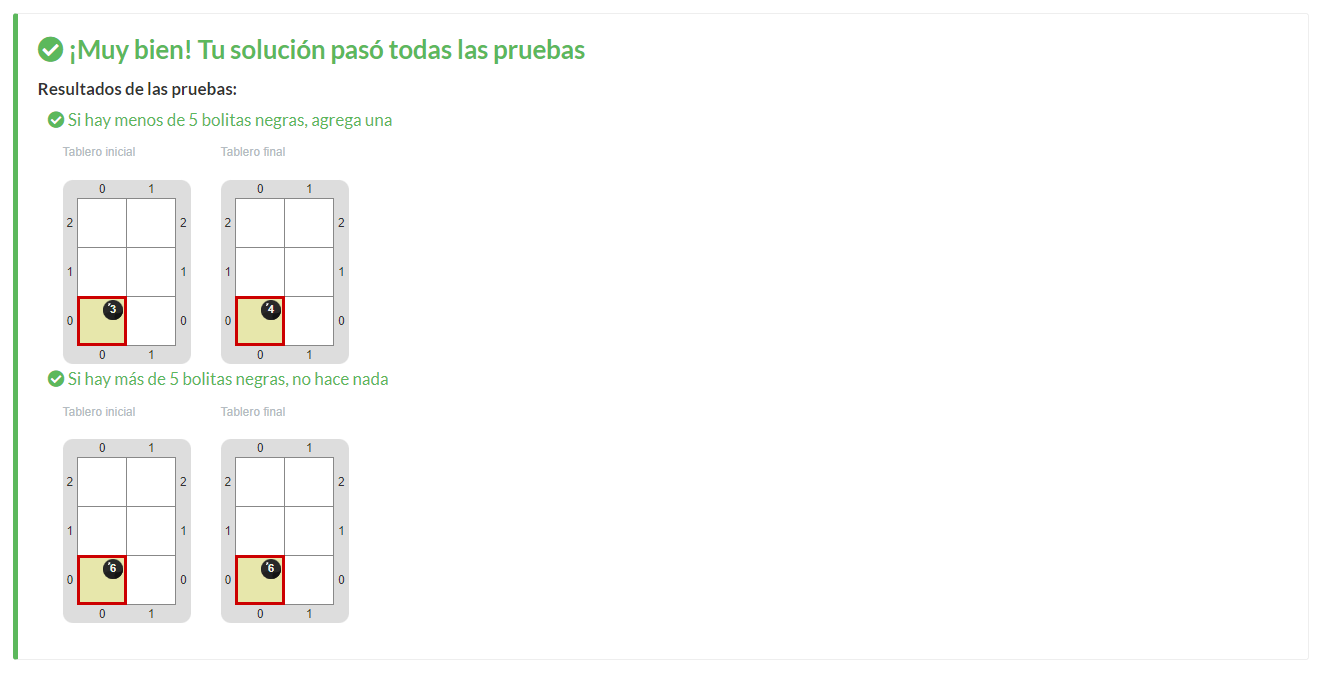 ¡Muy bien! Tu solución pasó todas las pruebas
Resultados de las pruebas:
Si hay menos de 5 bolitas negras, agrega una
Tablero inicial Tablero final
0 1 0 1
2 2 2 2
1 1 1 1
3 4
0 0 0 0
0 1 0 1
Si hay más de 5 bolitas negras, no hace nada
Tablero inicial Tablero final
0 1 0 1
2 2 2 2
1 1 1 1
6 6
0 0 0 0
0 1 0 1